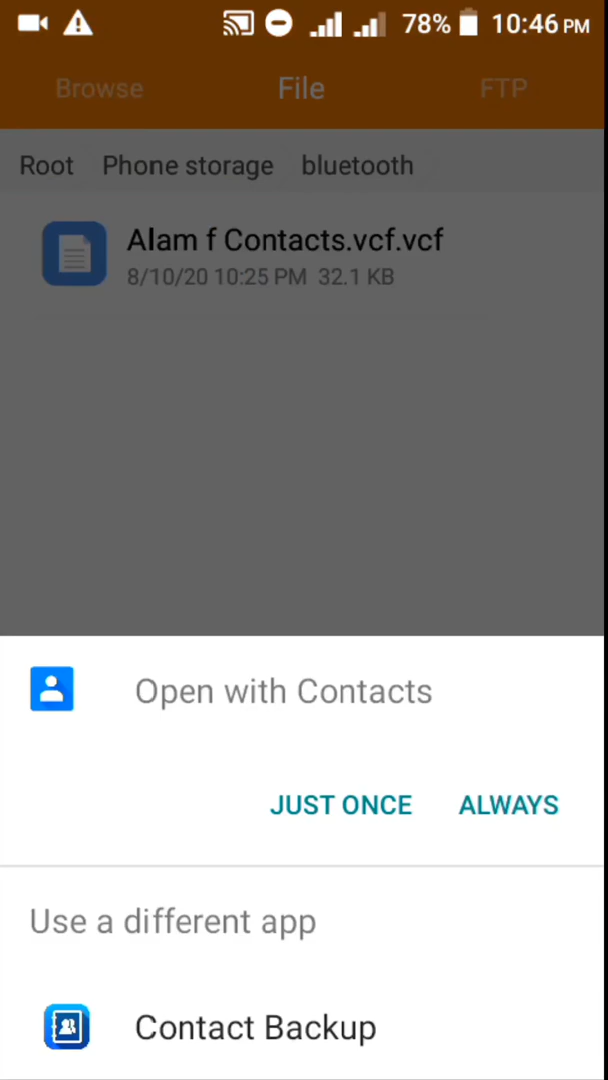 78% 10:46 PM
Browse File FTP
Root Phone storage bluetooth
Alam f Contacts.vcf.vcf
8/10/20 10:25 PM 32.1 KB
Open with Contacts
JUST ONCE ALWAYS
Use a different app
Contact Backup